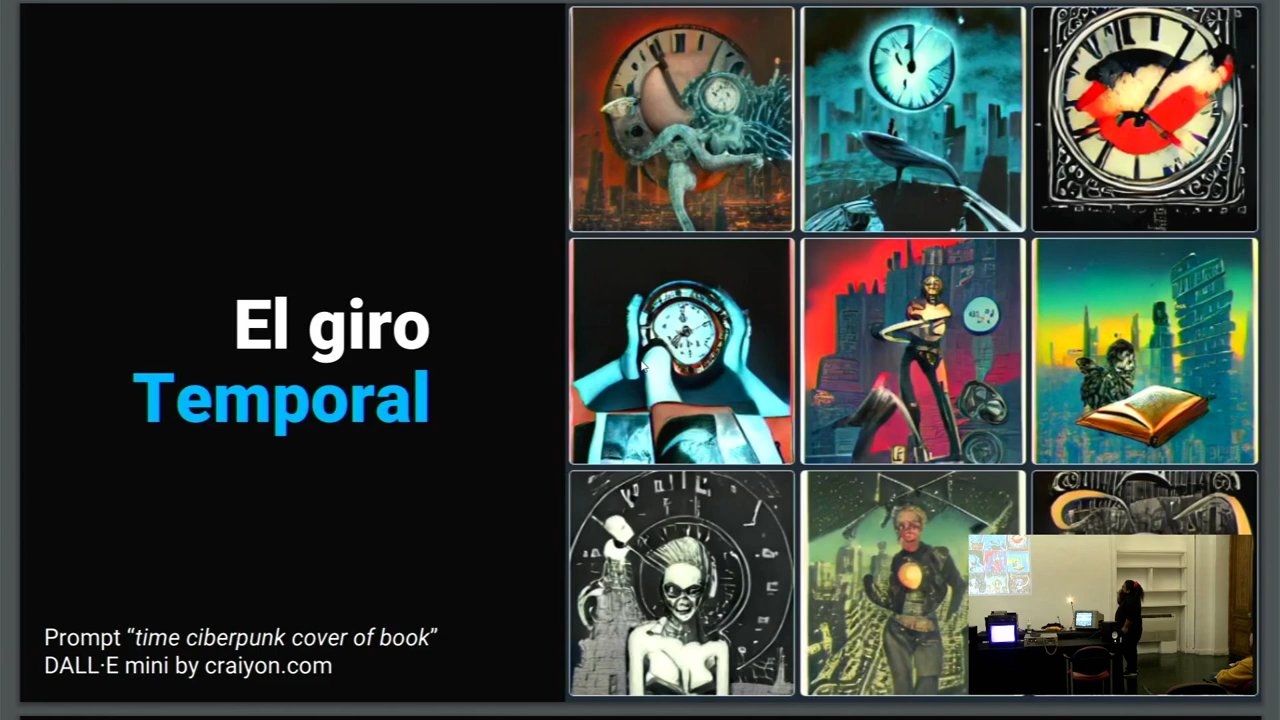 El giro
Temporal
Prompt “time ciberpunk cover of book”
DALL·E mini by craiyon.com